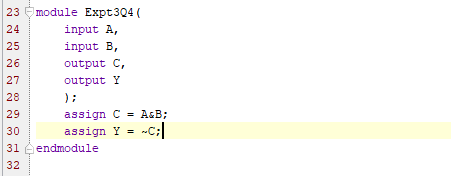 23 module Expt3Q4(
24 input A,
25 input B,
26 output C,
27 output Y
28 );
29 assign C = A&B;
30 assign Y = ~C;
31 endmodule
32